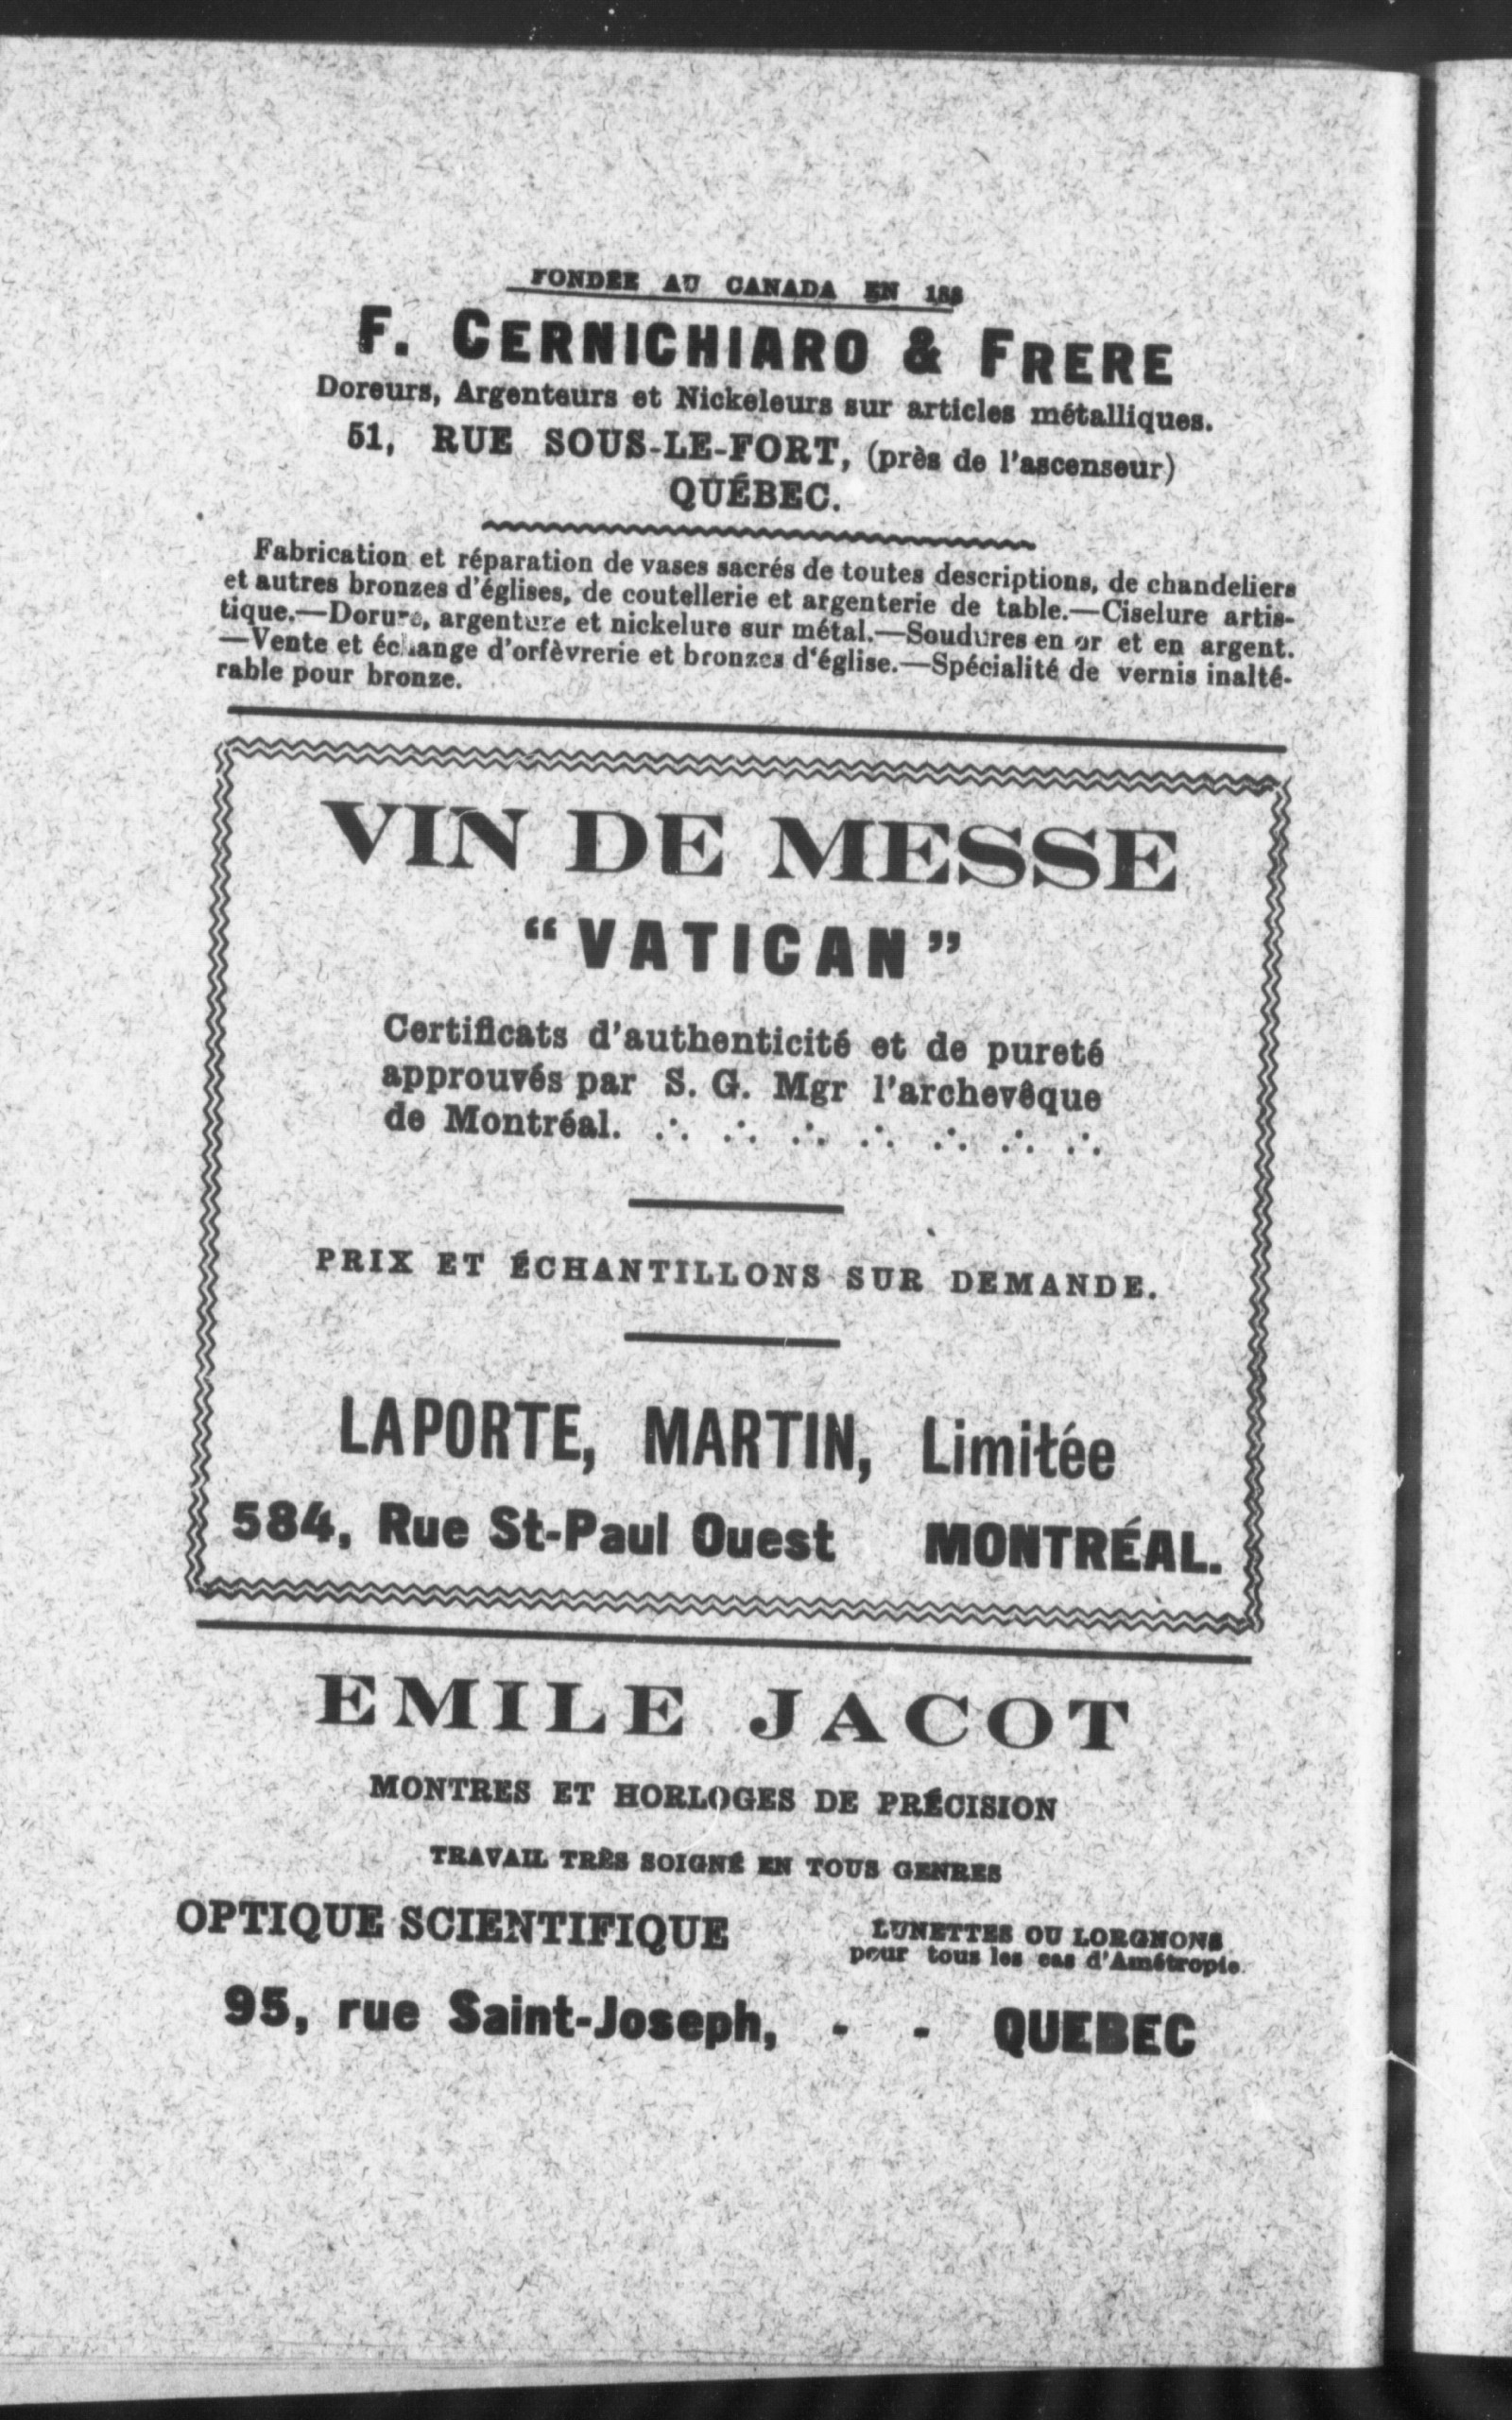 FONDÉE AU CANADA EN
F. CERNICHIARO & FRERE
Doreurs, Argenteurs et Nickeleurs sur articles métalliques.
51, RUE SOUS-LE-FORT, (près de l'ascenseur)
QUÉBEC.
Fabrication et réparation de vases sacrés de toutes descriptions, de chandeliers
et autres bronzes d'églises, de coutellerie et argenterie de table.—Ciselure artis-
tique.—Dorure, argenture et nickelure sur métal.—Soudures en or et en argent.
—Vente et échange d'orfèvrerie et bronzes d'église.—Spécialité de vernis inalté-
rable pour bronze.
VIN DE MESSE
“VATICAN”
Certificats d'authenticité et de pureté
approuvés par S. G. Mgr l'archevêque
de Montréal. ∴ ∴ ∴ ∴ ∴ ∴ ∴
PRIX ET ÉCHANTILLONS SUR DEMANDE.
LAPORTE, MARTIN, Limitée
584, Rue St-Paul Ouest MONTRÉAL.
EMILE JACOT
MONTRES ET HORLOGES DE PRÉCISION
TRAVAIL TRÈS SOIGNÉ EN TOUS GENRES
OPTIQUE SCIENTIFIQUE
LUNETTES OU LORGNONS
pour tous les cas d'Amétropie.
95, rue Saint-Joseph, - - QUEBEC